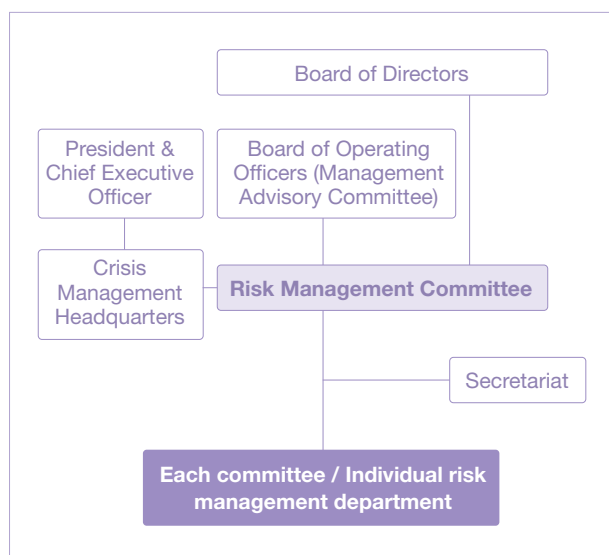 Board of Directors
President &
Chief Executive
Officer
Board of Operating
Officers (Management
Advisory Committee)
Crisis
Management
Headquarters
Risk Management Committee
Secretariat
Each committee / Individual risk
management department